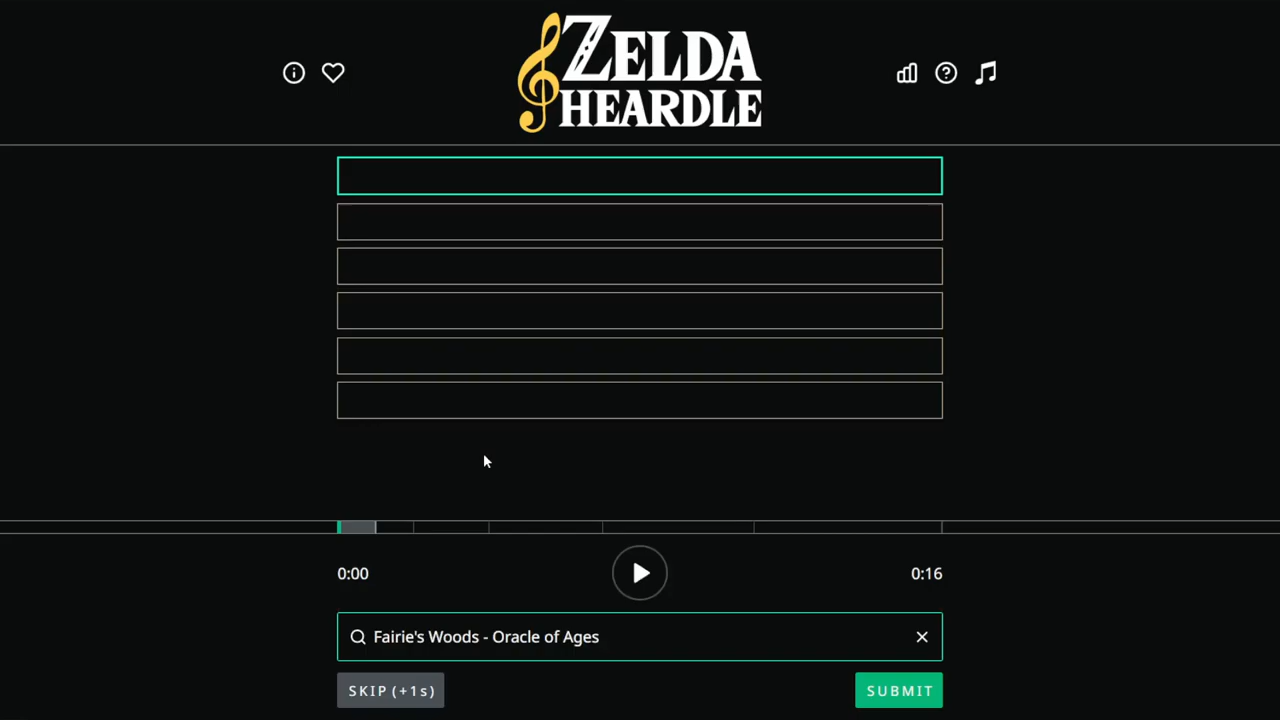 ZELDA
HEARDLE
0:00
0:16
Fairie's Woods - Oracle of Ages
SKIP (+1s)
SUBMIT